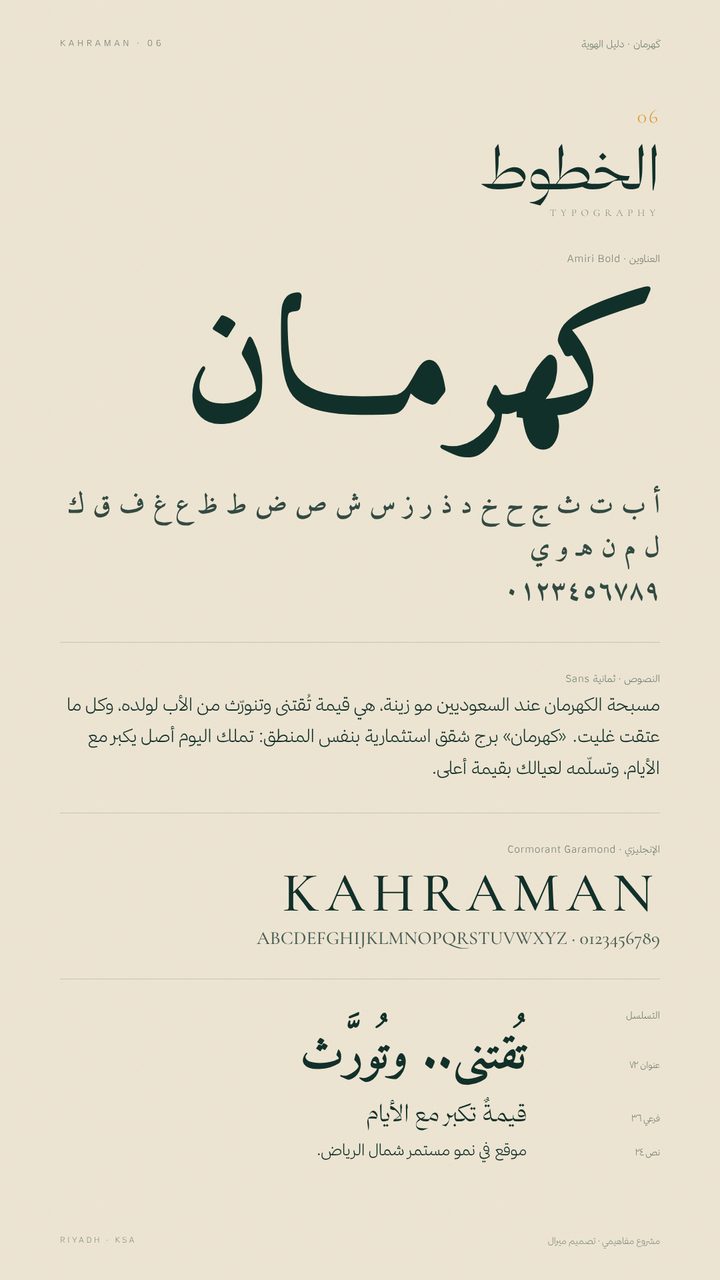 KAHRAMAN · 06
كهرمان · دليل الهوية
06
الخطوط
TYPOGRAPHY
العناوين · Amiri Bold
كهرمـان
أ ب ت ث ج ح خ د ذ ر ز س ش ص ض ط ظ ع غ ف ق ك
ل م ن هـ و ي
٠١٢٣٤٥٦٧٨٩
النصوص · ثمانية Sans
مسبحة الكهرمان عند السعوديين مو زينة، هي قيمة تُقتنى وتنورّث من الأب لولده، وكل ما
عتقت غليت. «كهرمان» برج شقق استثمارية بنفس المنطق: تملك اليوم أصل يكبر مع
الأيام، وتسلّمه لعيالك بقيمة أعلى.
الإنجليزي · Cormorant Garamond
KAHRAMAN
ABCDEFGHIJKLMNOPQRSTUVWXYZ · 0123456789
التسلسل
عنوان ٧٢
تُقتنى.. وتُورَّث
فرعي ٣٦
قيمةٌ تكبر مع الأيام
نص ٢٤
موقع في نمو مستمر شمال الرياض.
RIYADH · KSA
مشروع مفاهيمي · تصميم ميرال